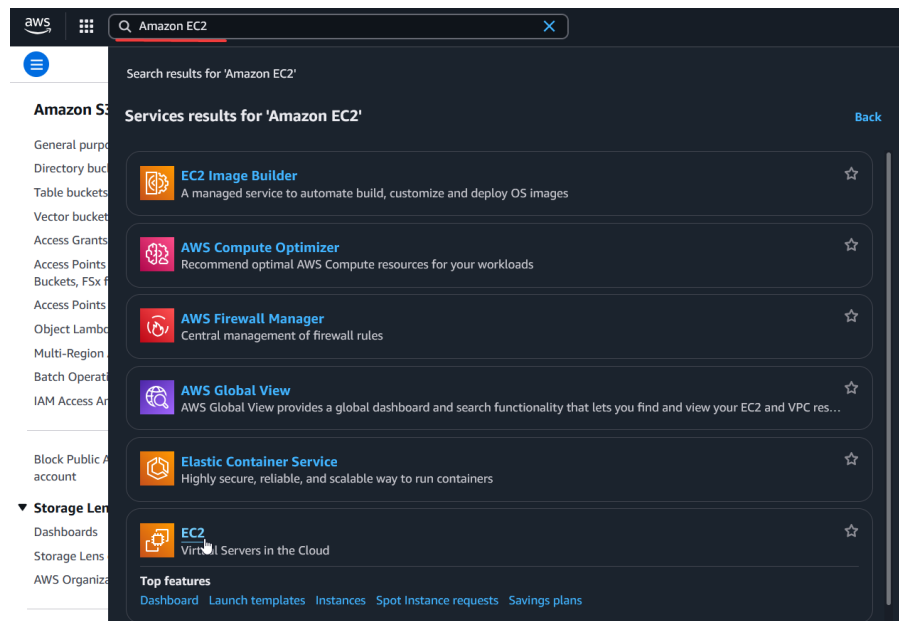 aws
Amazon EC2
Search results for 'Amazon EC2'
Amazon S3
Services results for 'Amazon EC2'
Back
General purpo
Directory buc
Table buckets
Vector bucket
Access Grants
Access Points
Buckets, FSx f
Access Points
Object Lambd
Multi-Region
Batch Operati
IAM Access An
Block Public A
account
Storage Len
Dashboards
Storage Lens
AWS Organiza
EC2 Image Builder
A managed service to automate build, customize and deploy OS images
AWS Compute Optimizer
Recommend optimal AWS Compute resources for your workloads
AWS Firewall Manager
Central management of firewall rules
AWS Global View
AWS Global View provides a global dashboard and search functionality that lets you find and view your EC2 and VPC res...
Elastic Container Service
Highly secure, reliable, and scalable way to run containers
EC2
Virtual Servers in the Cloud
Top features
Dashboard Launch templates Instances Spot Instance requests Savings plans